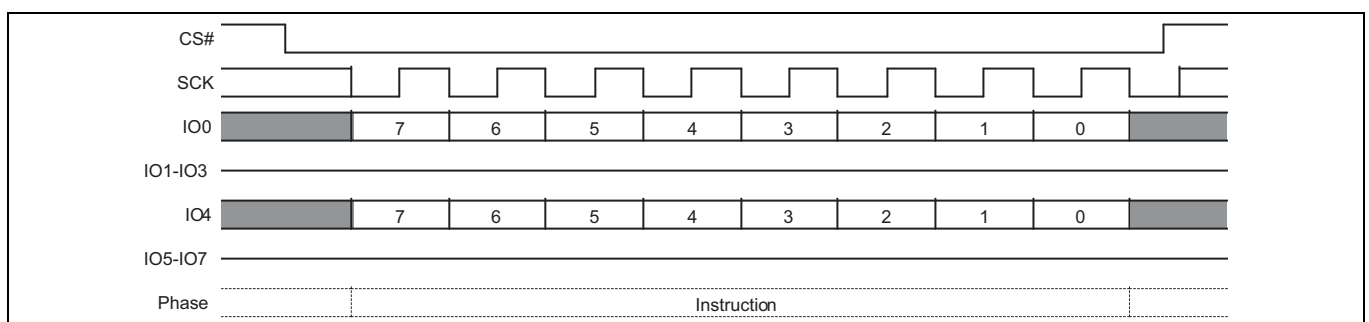 CS#
SCK
IO0 7 6 5 4 3 2 1 0
IO1-IO3
IO4 7 6 5 4 3 2 1 0
IO5-IO7
Phase Instruction